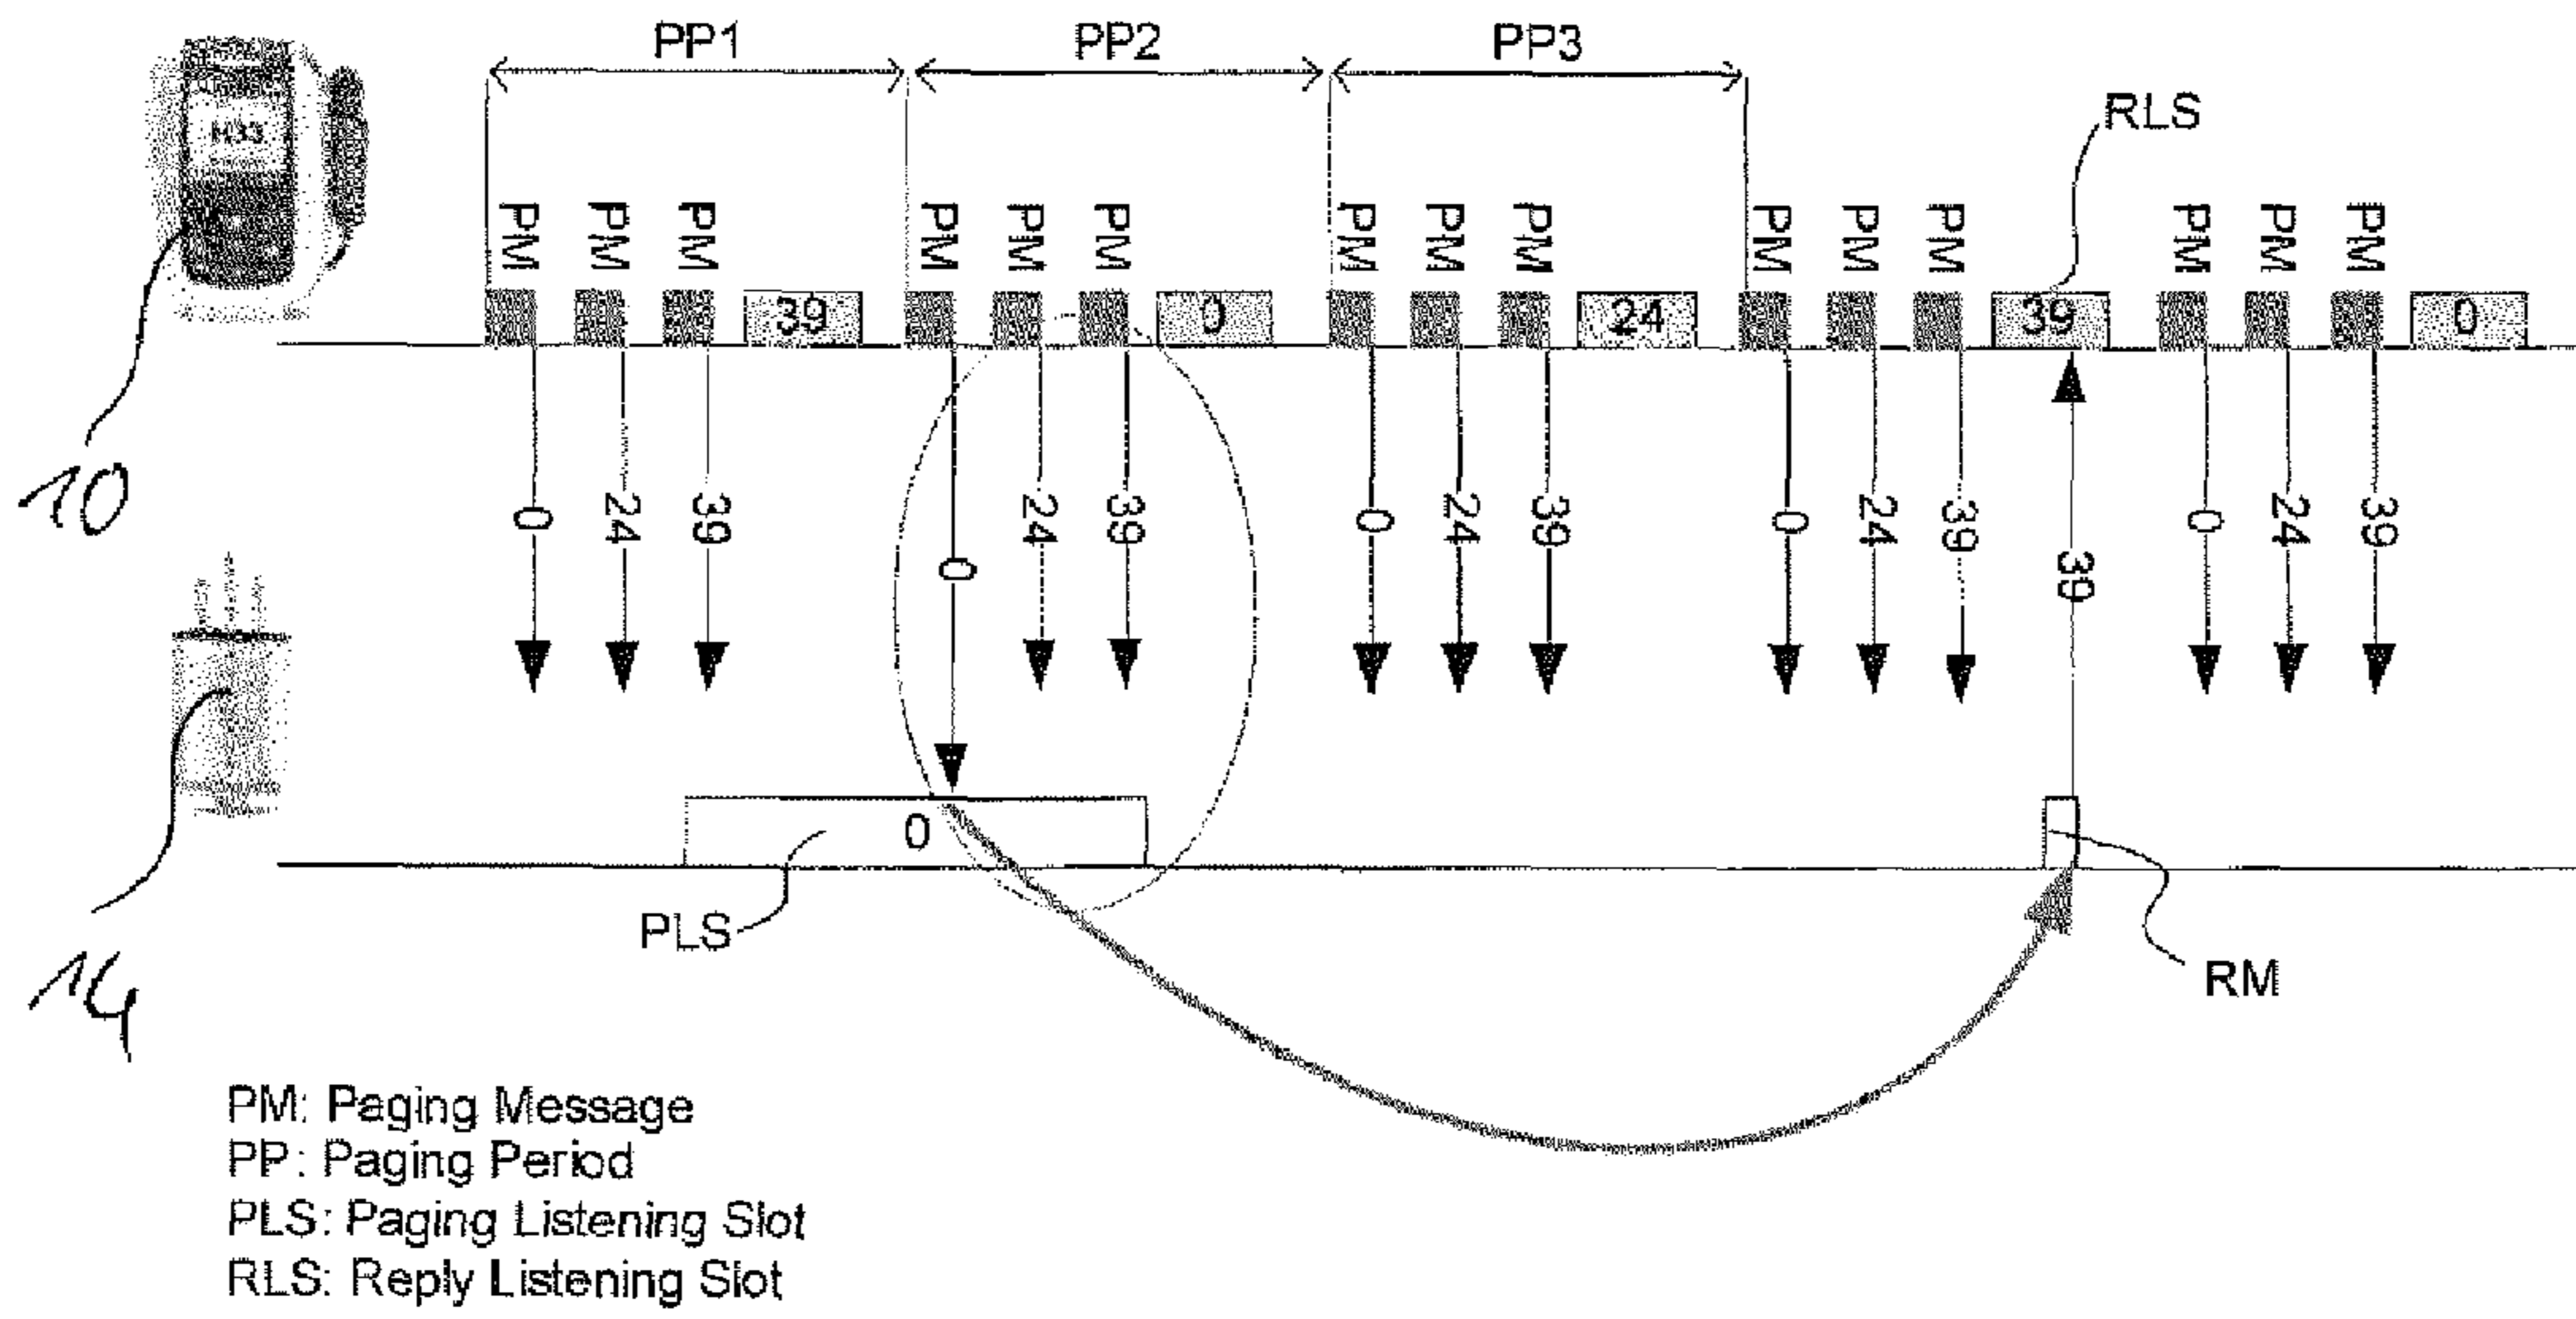 PP1 PP2 PP3
RLS
H33
PM PM PM PM PM PM PM PM PM PM PM PM PM PM PM
39 0 24 39 0
10
0 24 39 0 24 39 0 24 39 0 24 39 39 0 24 39
0
PLS
RM
14
PM: Paging Message
PP: Paging Period
PLS: Paging Listening Slot
RLS: Reply Listening Slot